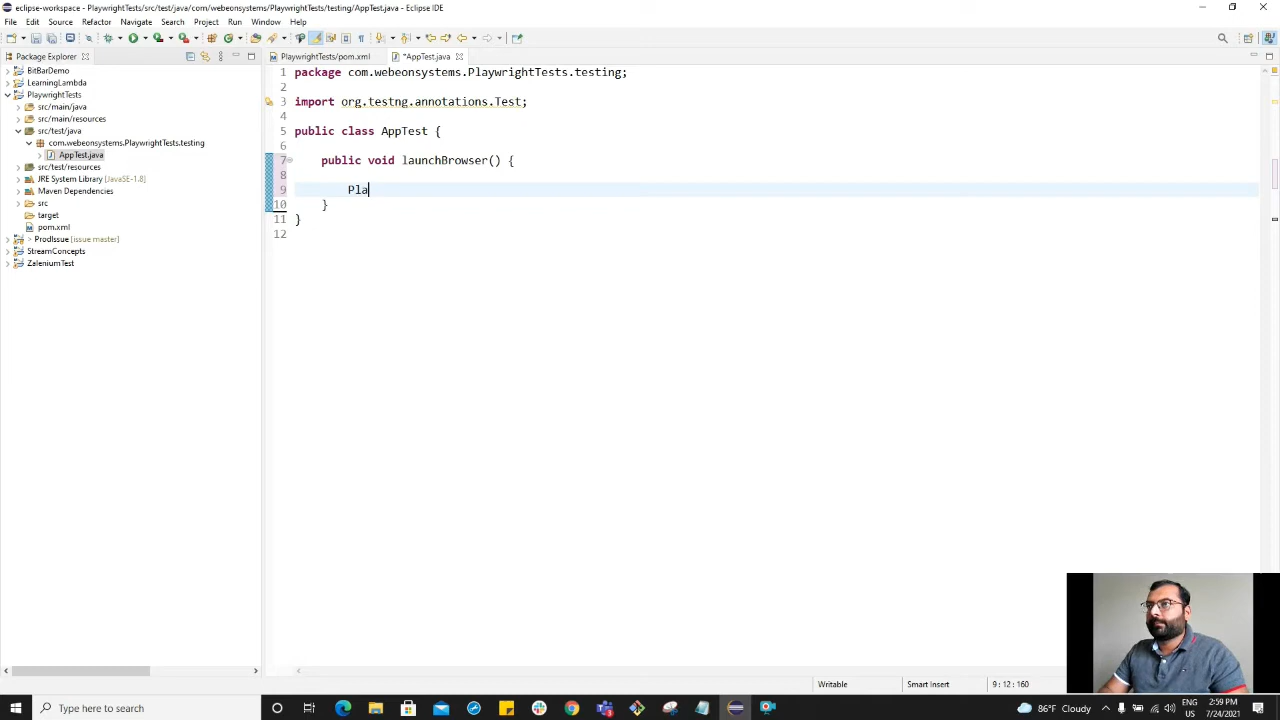 eclipse-workspace - PlaywrightTests/src/test/java/com/webeonsystems/PlaywrightTests/testing/AppTest.java - Eclipse IDE
File Edit Source Refactor Navigate Search Project Run Window Help
Package Explorer
PlaywrightTests/pom.xml
*AppTest.java
BitBarDemo
LearningLambda
PlaywrightTests
src/main/java
src/main/resources
src/test/java
com.webeonsystems.PlaywrightTests.testing
AppTest.java
src/test/resources
JRE System Library [JavaSE-1.8]
Maven Dependencies
src
target
pom.xml
> ProdIssue [issue master]
StreamConcepts
ZaleniumTest
1 package com.webeonsystems.PlaywrightTests.testing;
2
3 import org.testng.annotations.Test;
4
5 public class AppTest {
6
7 public void launchBrowser() {
8
9 Pla
10 }
11 }
12
Writable Smart Insert 9 : 12 : 160
Type here to search
86°F Cloudy
ENG
US
2:59 PM
7/24/2021